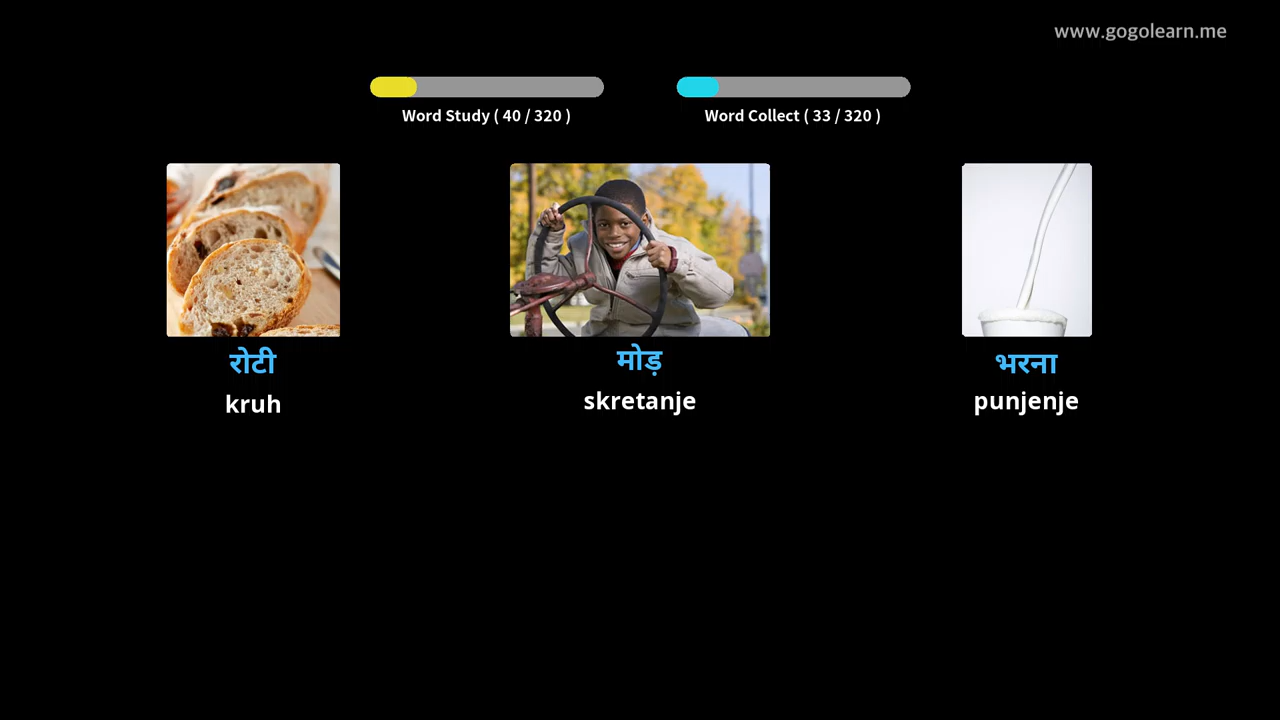 www.gogolearn.me
Word Study ( 40 / 320 )
Word Collect ( 33 / 320 )
रोटी
मोड़
भरना
kruh
skretanje
punjenje